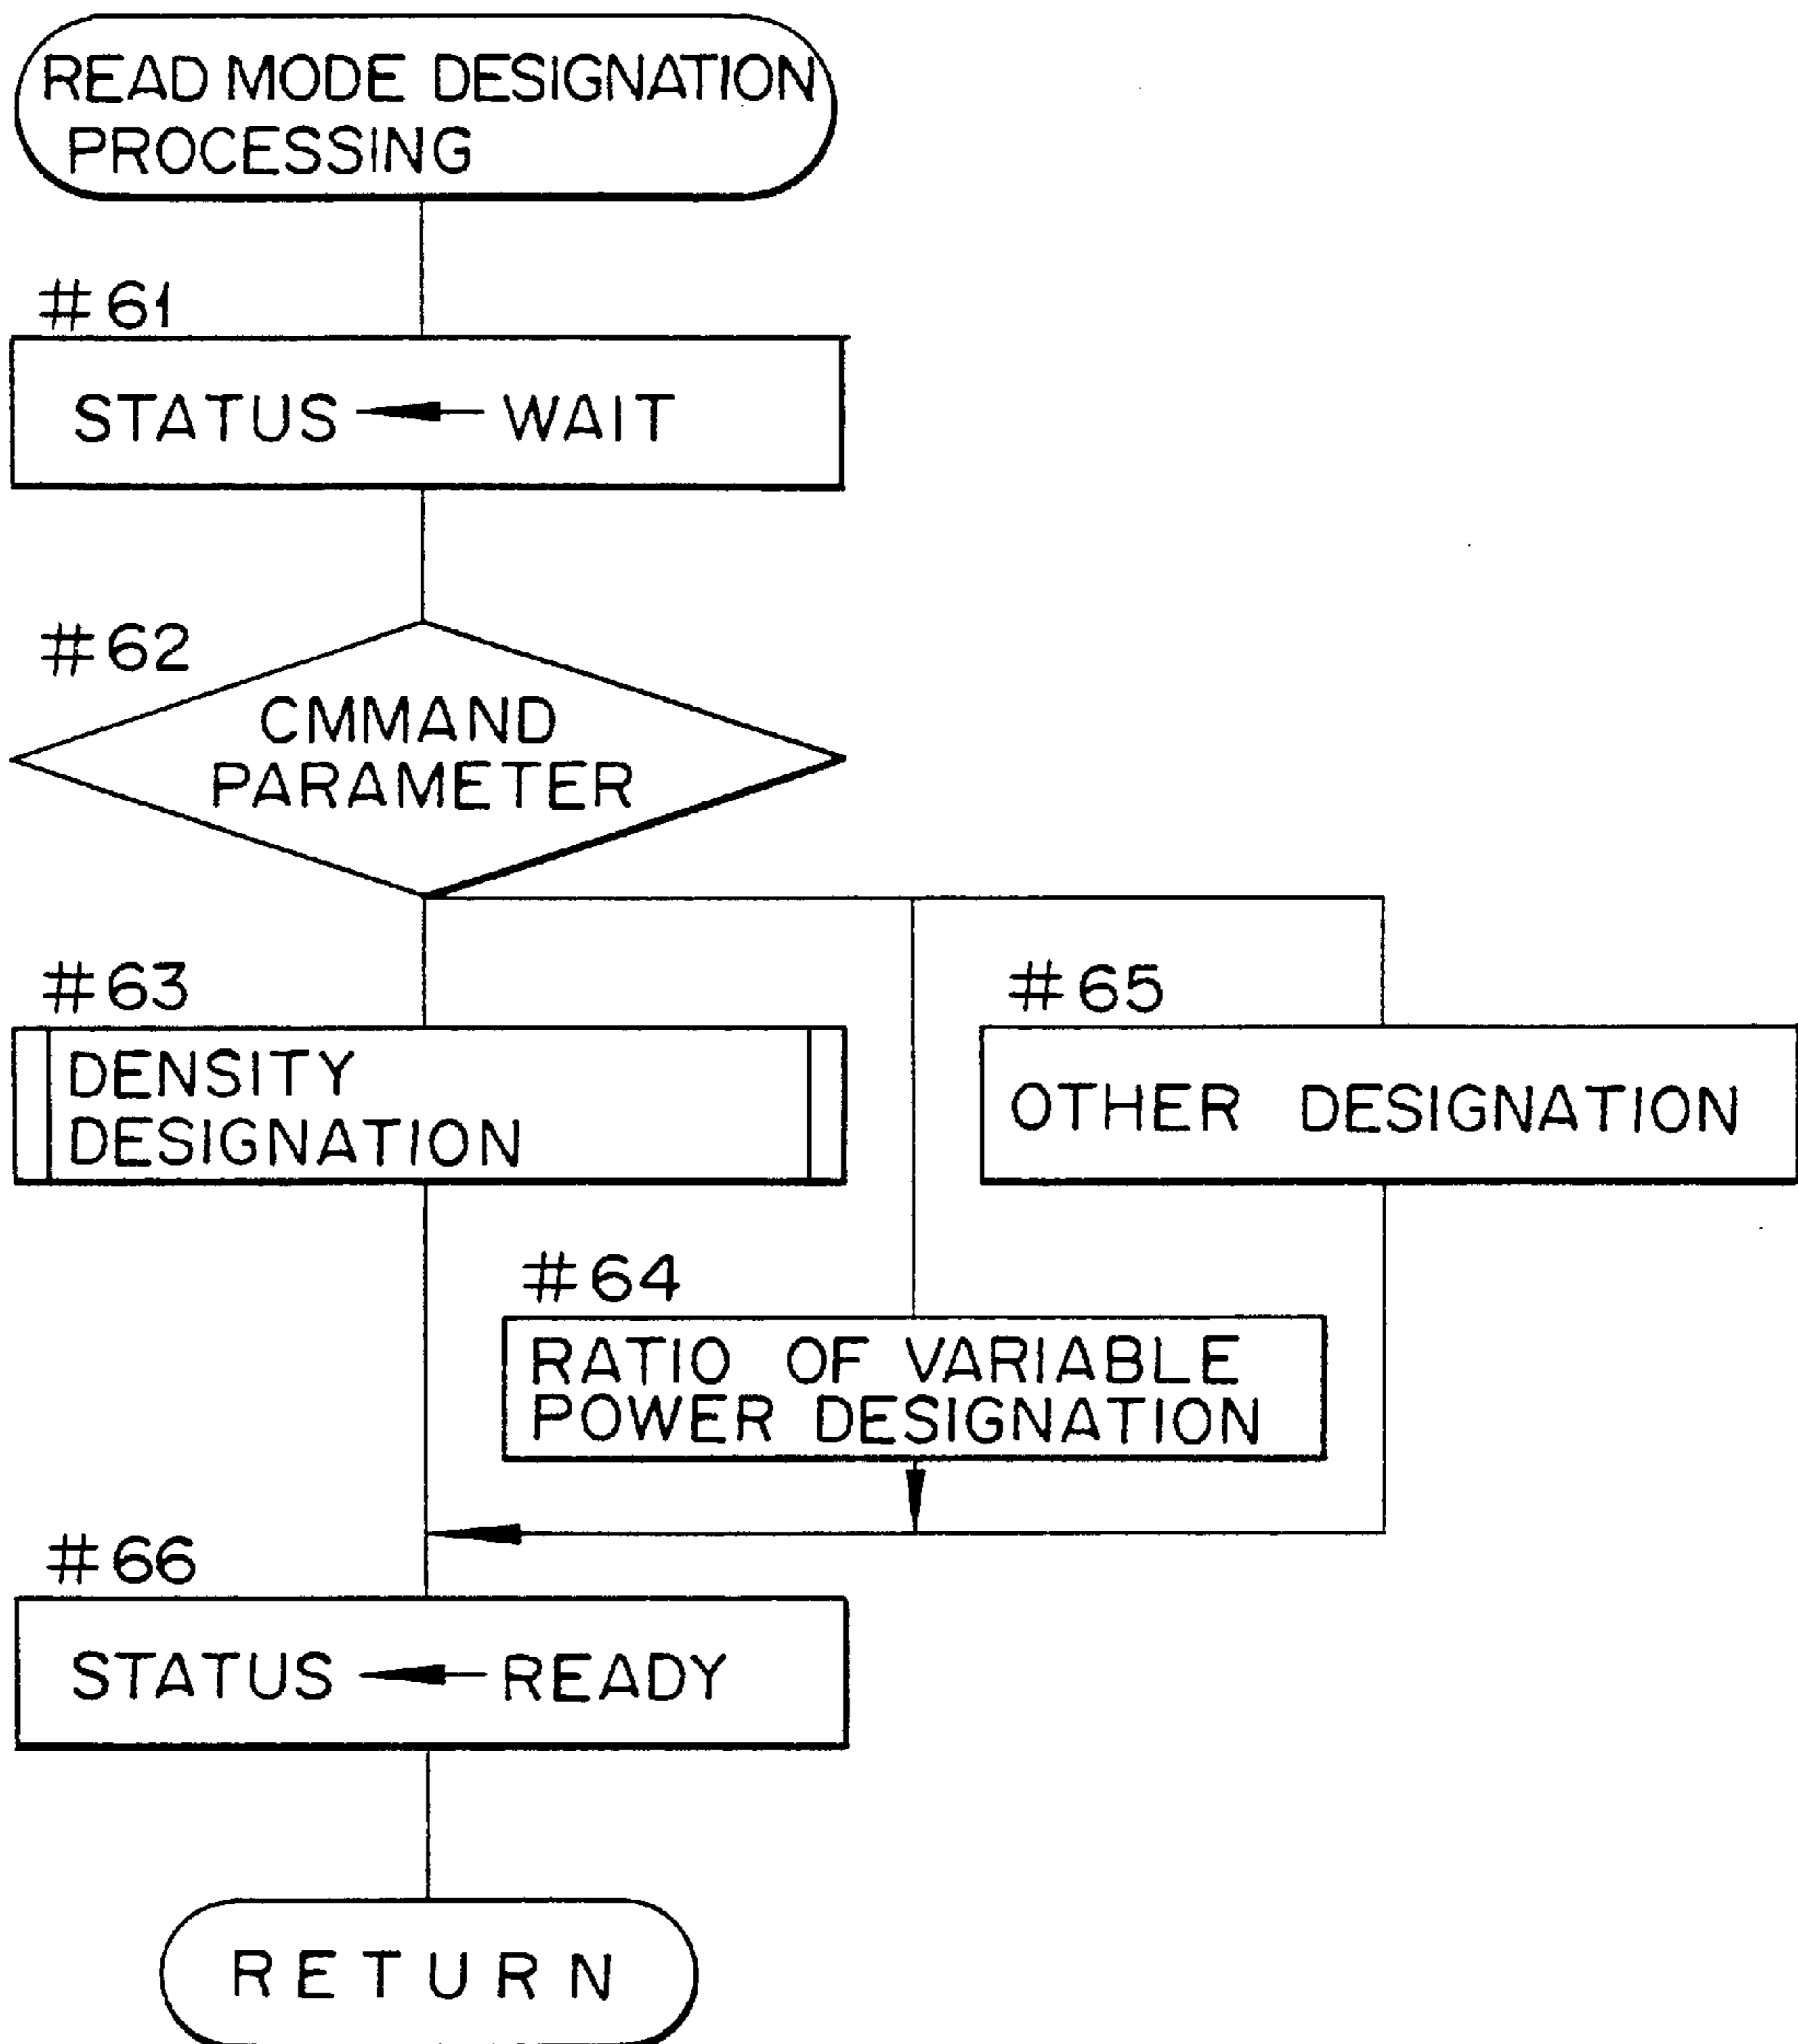 READ MODE DESIGNATION
PROCESSING
#61
STATUS ← WAIT
#62
CMMAND
PARAMETER
#63
DENSITY
DESIGNATION
#65
OTHER DESIGNATION
#64
RATIO OF VARIABLE
POWER DESIGNATION
#66
STATUS ← READY
RETURN